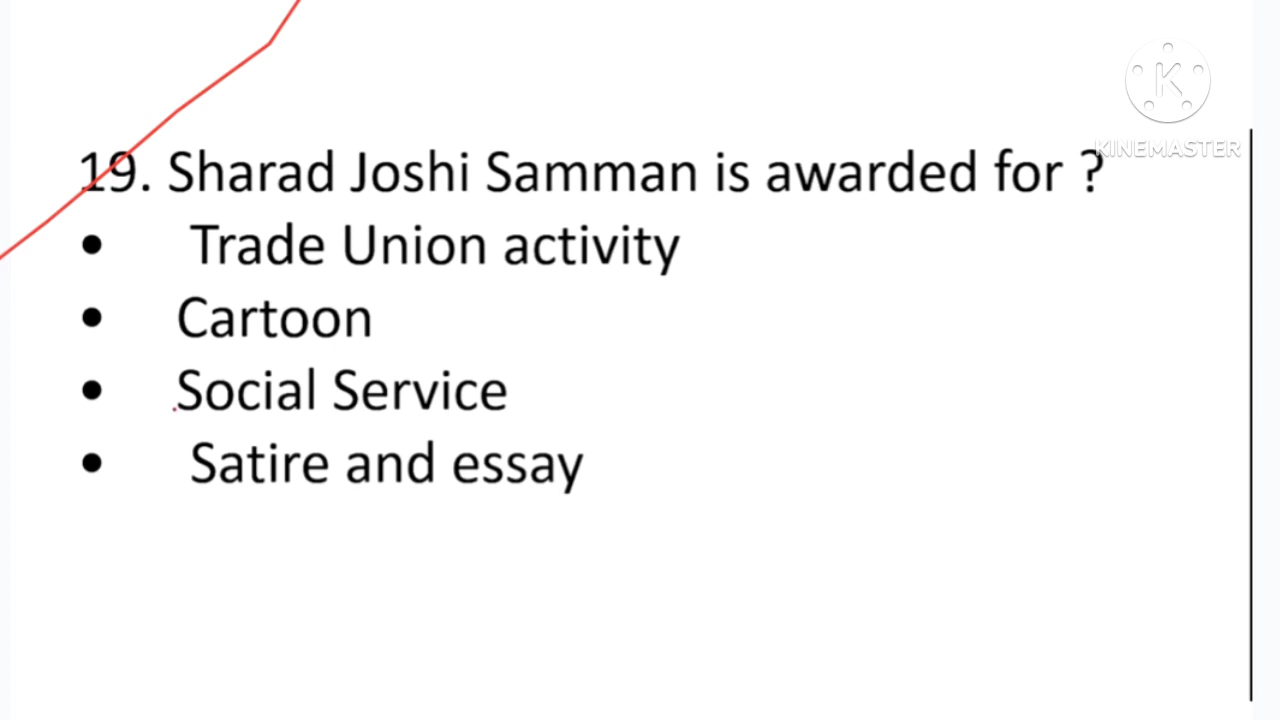 KINEMASTER
19. Sharad Joshi Samman is awarded for ?
• Trade Union activity
• Cartoon
• Social Service
• Satire and essay